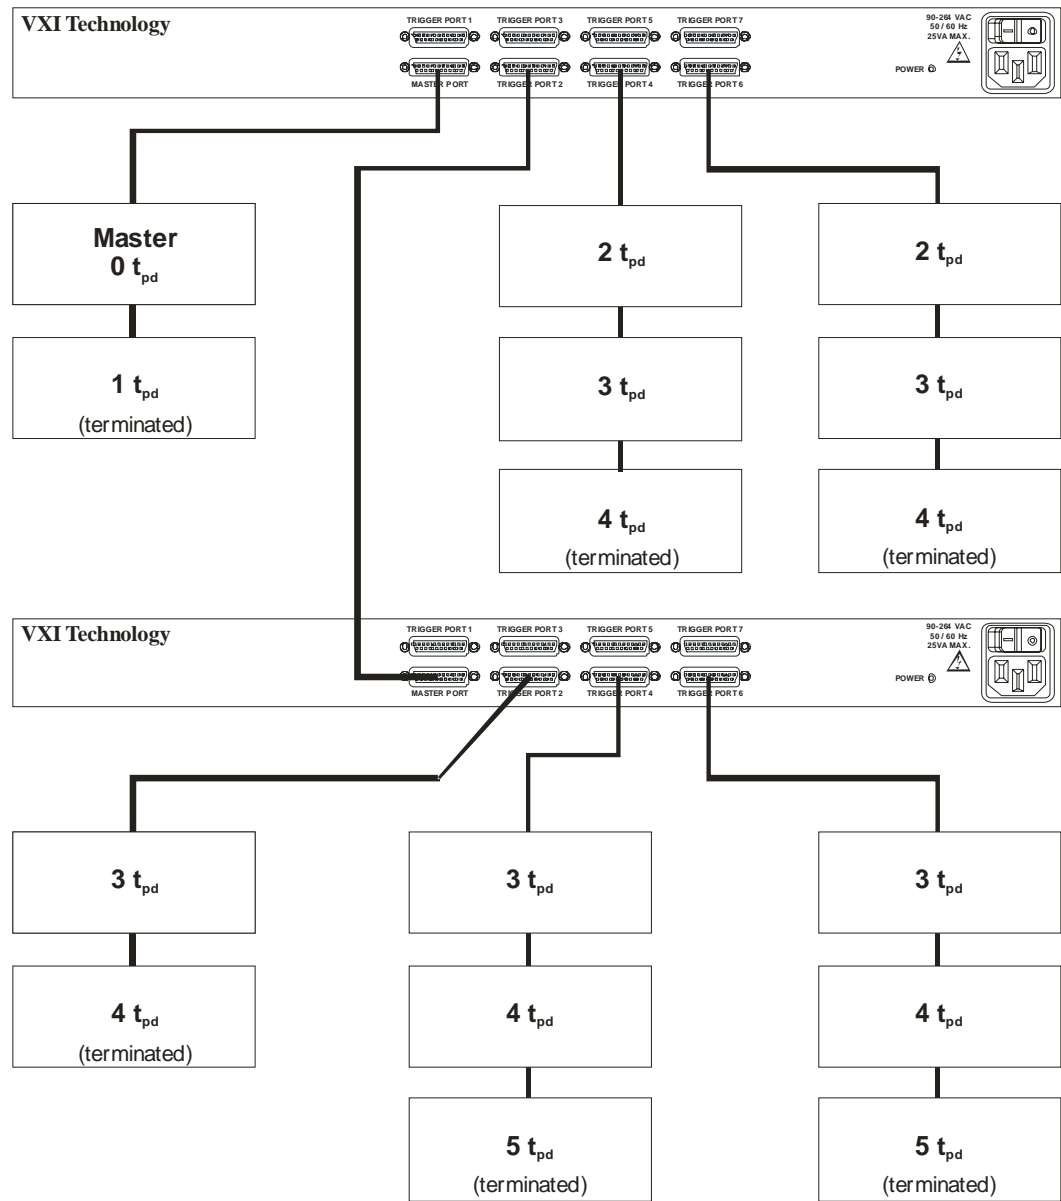 VXI Technology
TRIGGER PORT 1 TRIGGER PORT 3 TRIGGER PORT 5 TRIGGER PORT 7
90-264 VAC
50 / 60 Hz
25VA MAX.
POWER
MASTER PORT TRIGGER PORT 2 TRIGGER PORT 4 TRIGGER PORT 6
Master
0 tpd
2 tpd
2 tpd
1 tpd
(terminated)
3 tpd
3 tpd
4 tpd
(terminated)
4 tpd
(terminated)
VXI Technology
TRIGGER PORT 1 TRIGGER PORT 3 TRIGGER PORT 5 TRIGGER PORT 7
90-264 VAC
50 / 60 Hz
25VA MAX.
POWER
MASTER PORT TRIGGER PORT 2 TRIGGER PORT 4 TRIGGER PORT 6
3 tpd
3 tpd
3 tpd
4 tpd
(terminated)
4 tpd
4 tpd
5 tpd
(terminated)
5 tpd
(terminated)